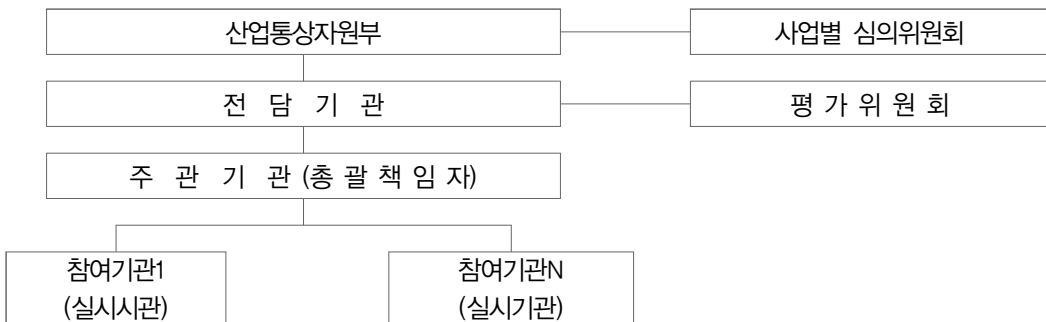 산업통상자원부
사업별 심의위원회
전 담 기 관
평 가 위 원 회
주 관 기 관 (총 괄 책 임 자)
참여기관1
(실시시관)
참여기관N
(실시기관)